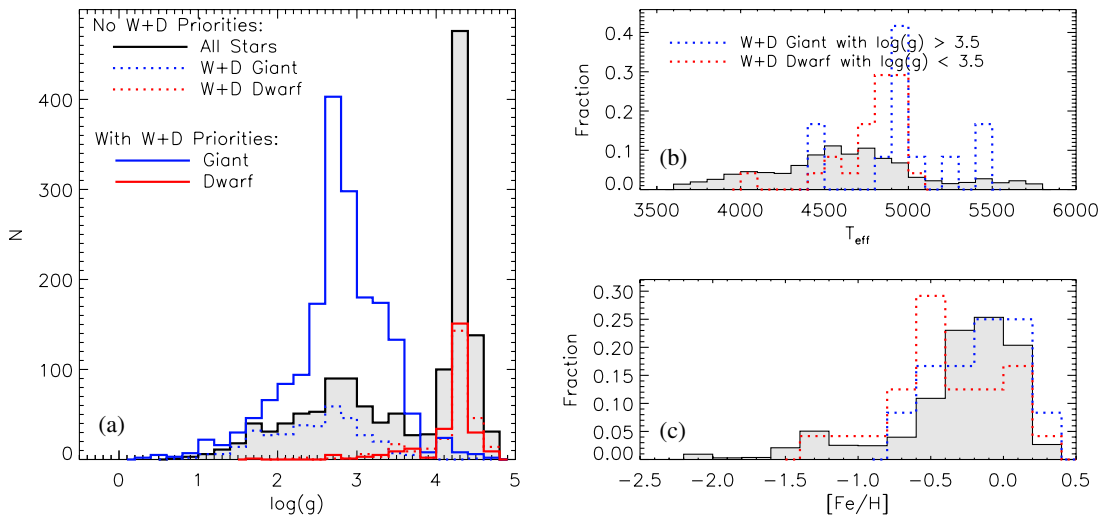 No W+D Priorities:
All Stars
W+D Giant
W+D Dwarf
With W+D Priorities:
Giant
Dwarf
400
300
200
100
0
N
(a)
0 1 2 3 4 5
log(g)
W+D Giant with log(g) > 3.5
W+D Dwarf with log(g) < 3.5
0.4
0.3
0.2
0.1
0.0
Fraction
(b)
3500 4000 4500 5000 5500 6000
Teff
0.30
0.25
0.20
0.15
0.10
0.05
0.00
Fraction
(c)
-2.5 -2.0 -1.5 -1.0 -0.5 0.0 0.5
[Fe/H]